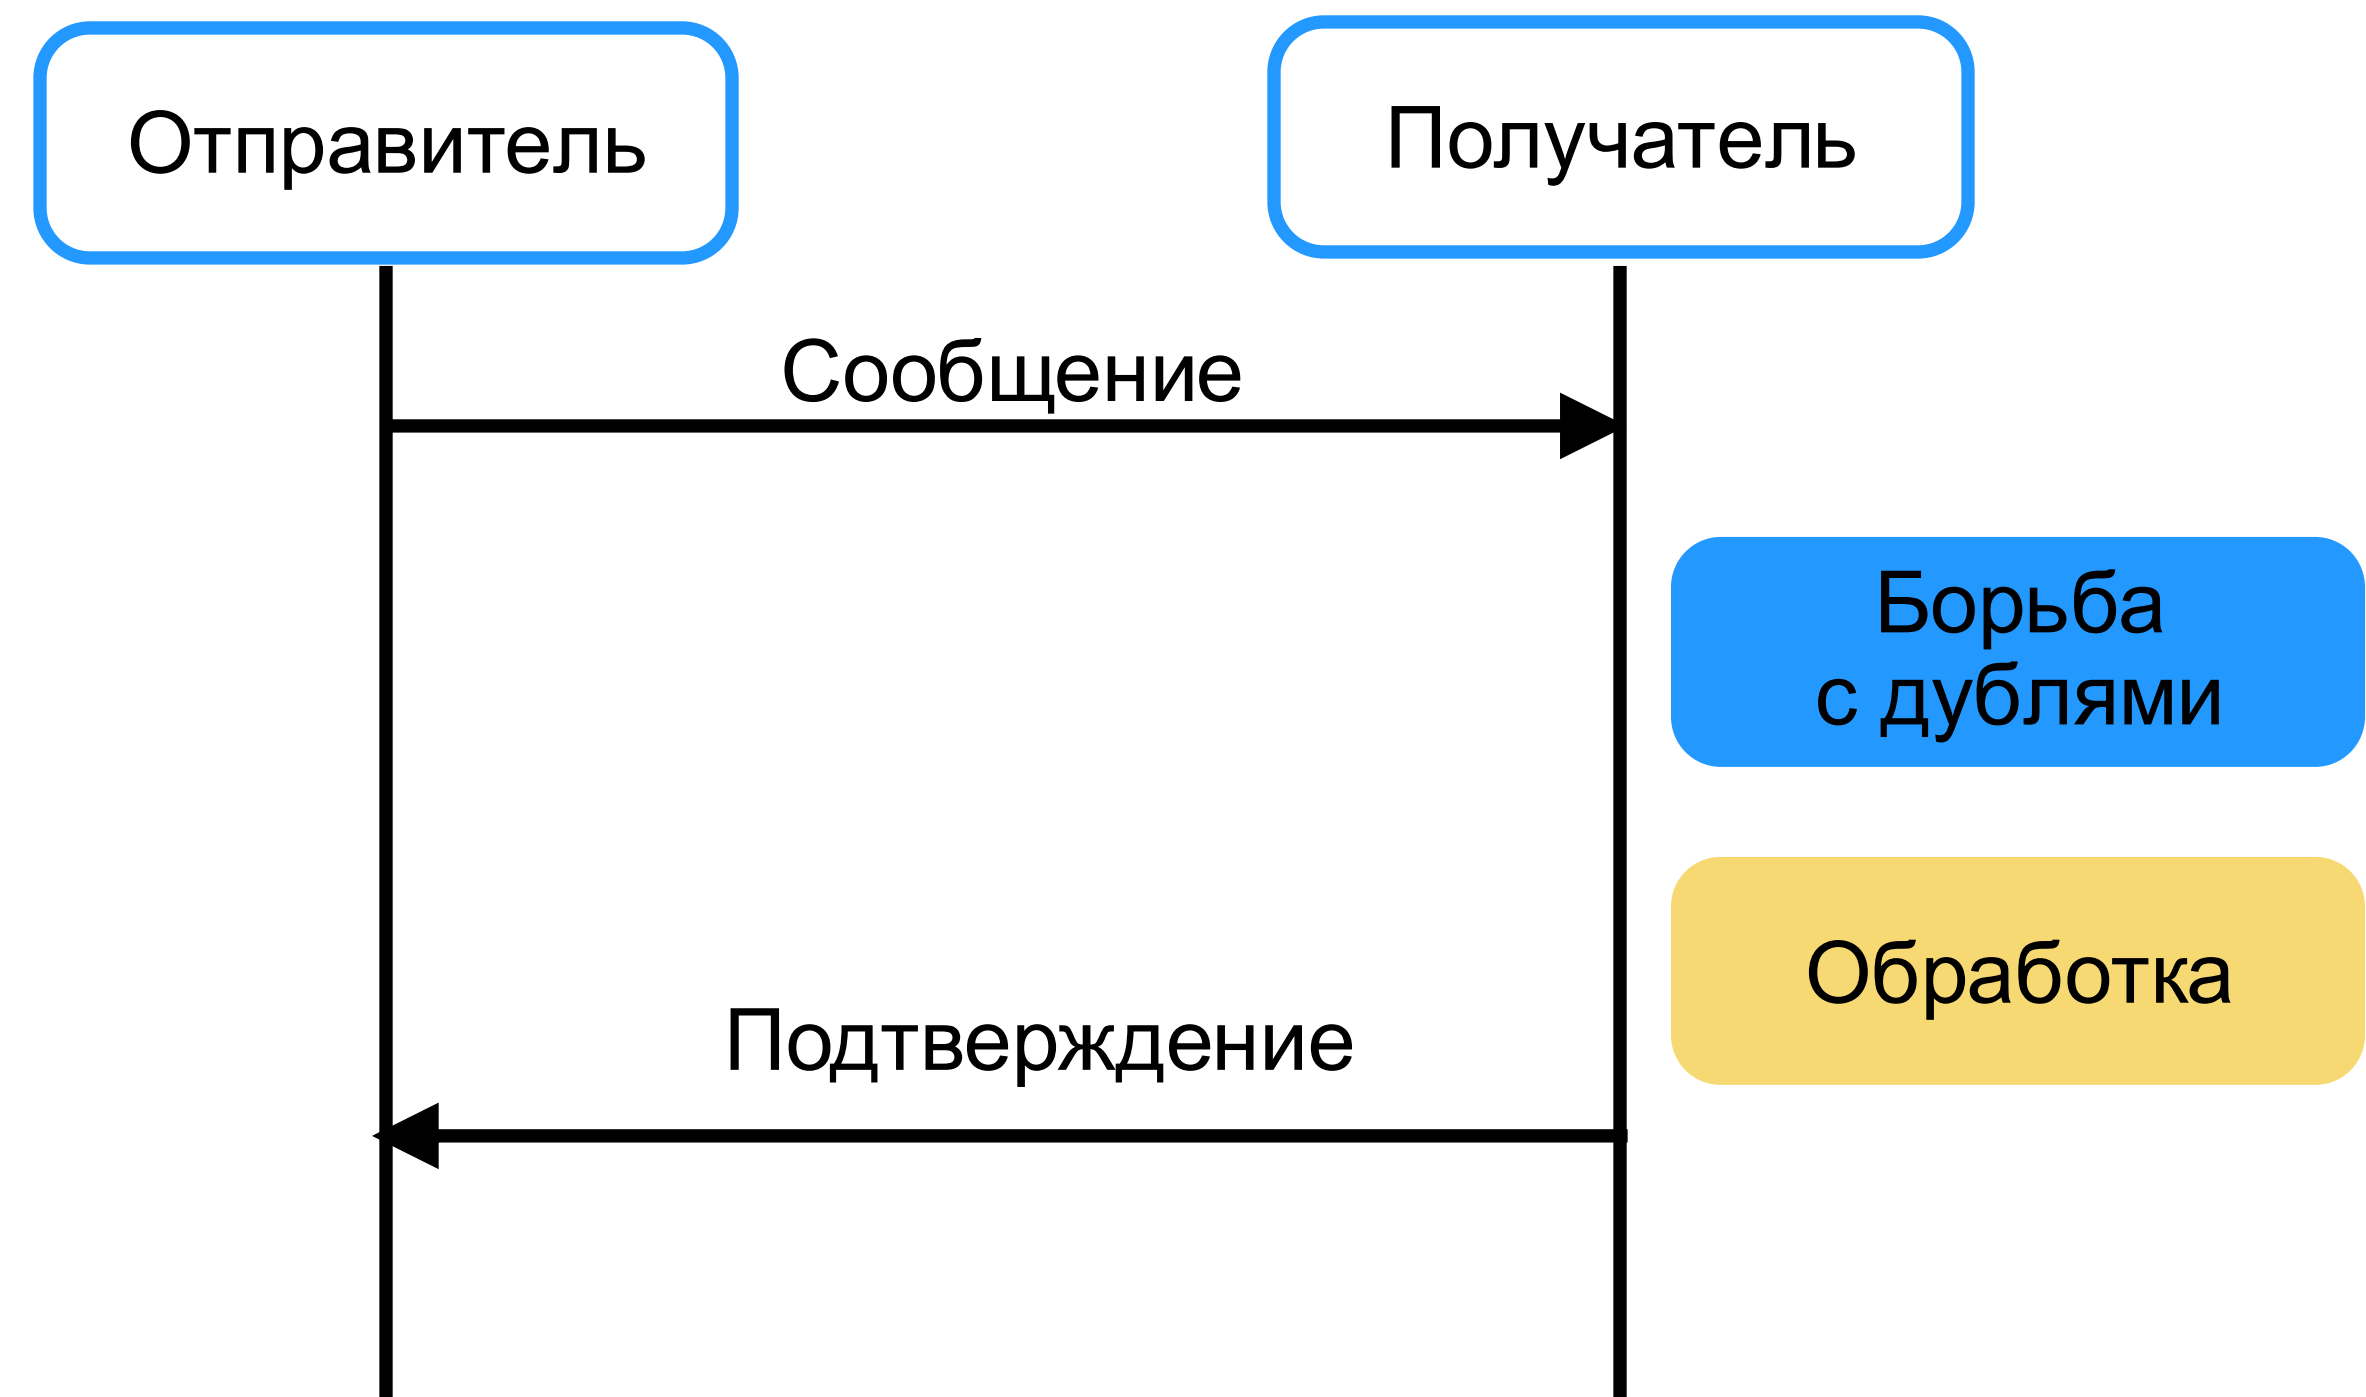 Отправитель
Получатель
Сообщение
Борьба
с дублями
Обработка
Подтверждение